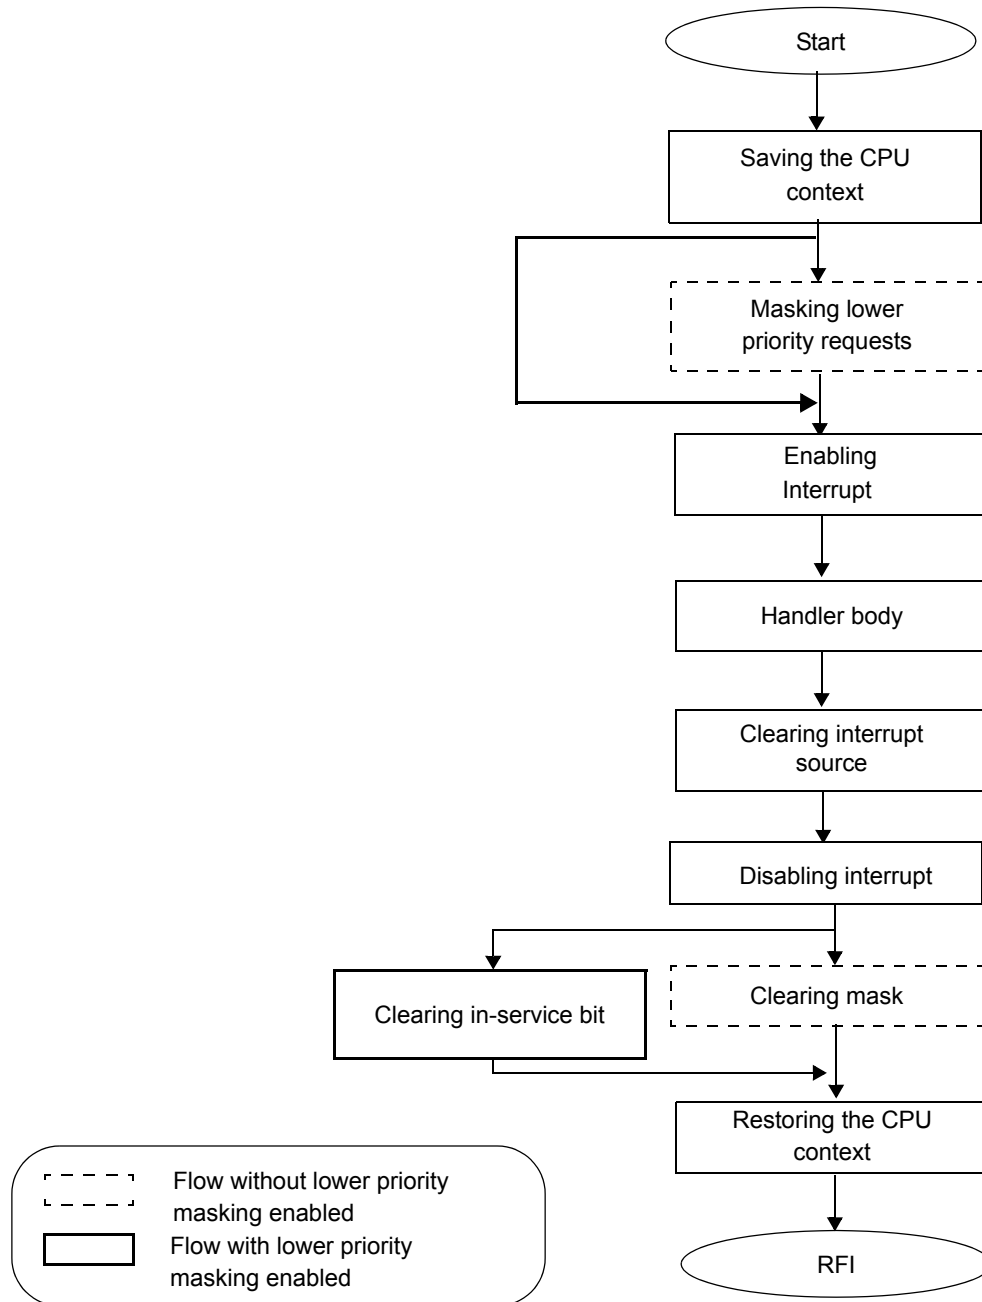 Start
Saving the CPU
context
Masking lower
priority requests
Enabling
Interrupt
Handler body
Clearing interrupt
source
Disabling interrupt
Clearing in-service bit
Clearing mask
Restoring the CPU
context
RFI
Flow without lower priority
masking enabled
Flow with lower priority
masking enabled